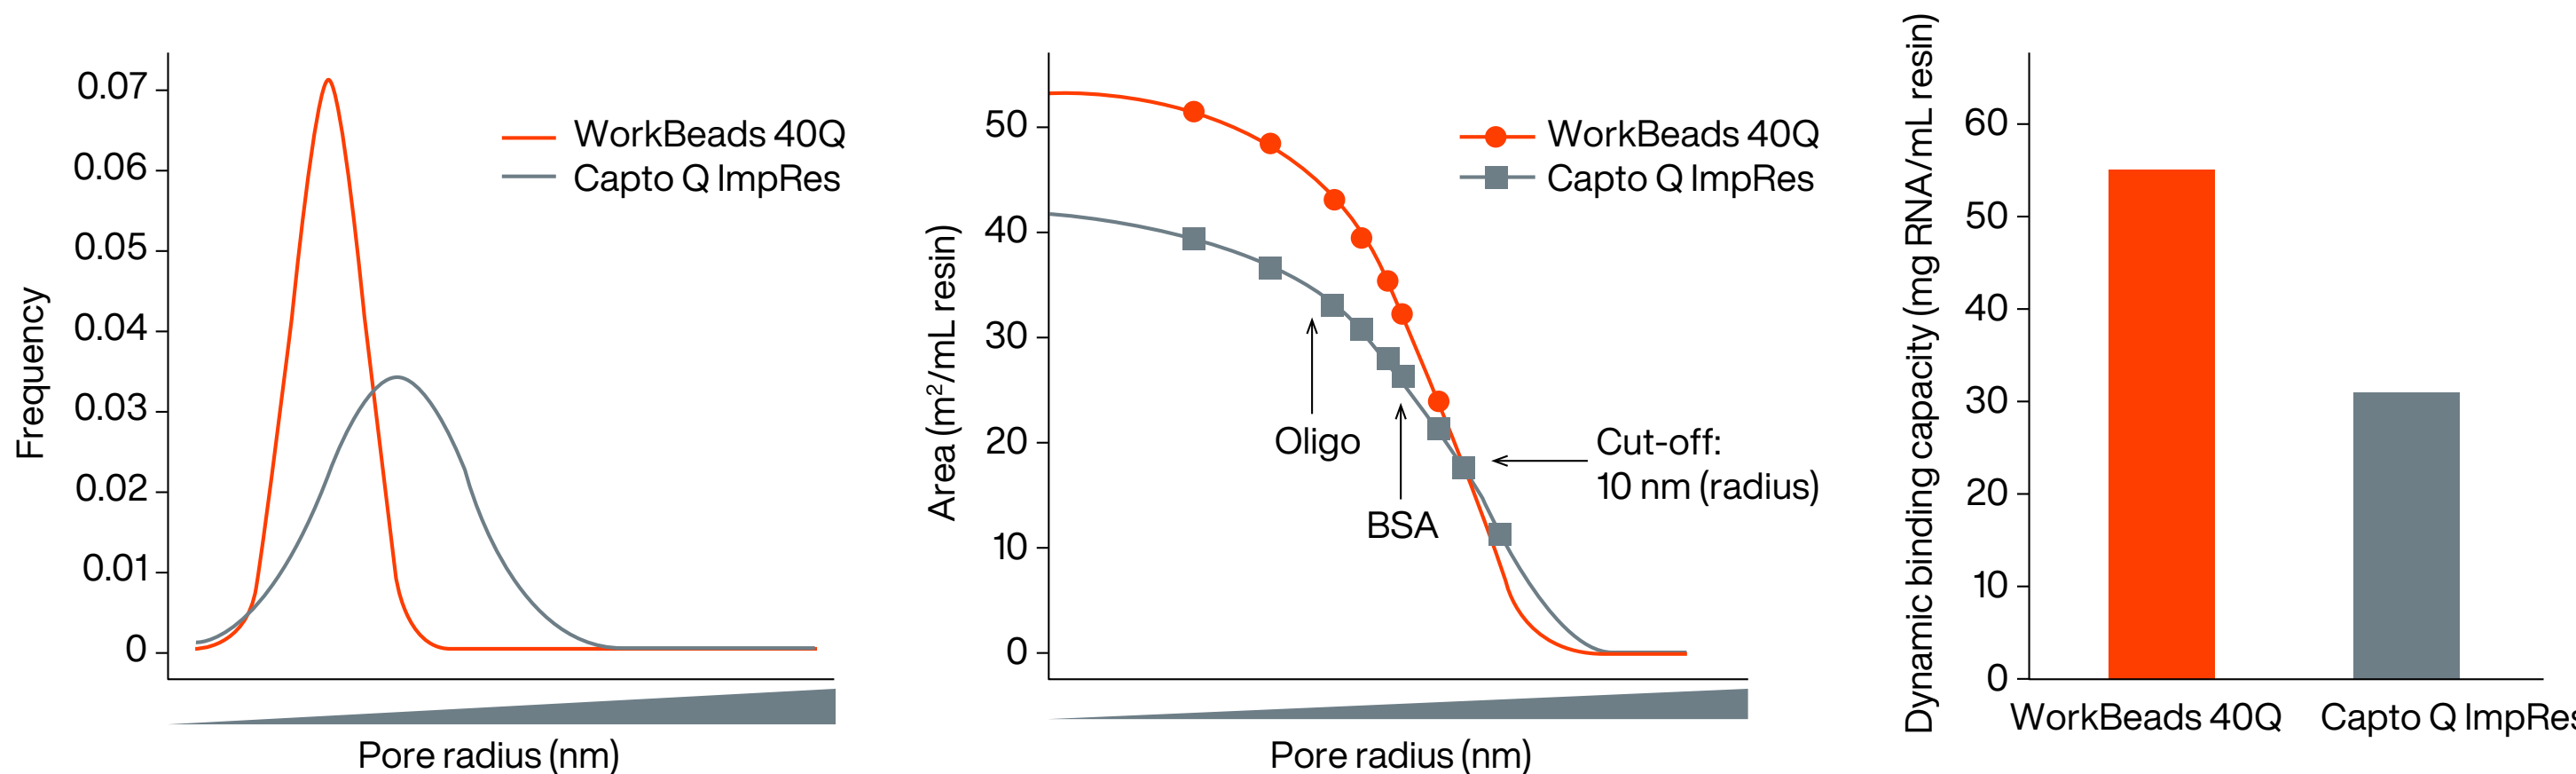 Frequency
0.07
0.06
0.05
0.04
0.03
0.02
0.01
0
WorkBeads 40Q
Capto Q ImpRes
Pore radius (nm)
Area (m²/mL resin)
50
40
30
20
10
0
WorkBeads 40Q
Capto Q ImpRes
Oligo
BSA
Cut-off:
10 nm (radius)
Pore radius (nm)
Dynamic binding capacity (mg RNA/mL resin)
60
50
40
30
20
10
0
WorkBeads 40Q
Capto Q ImpRes